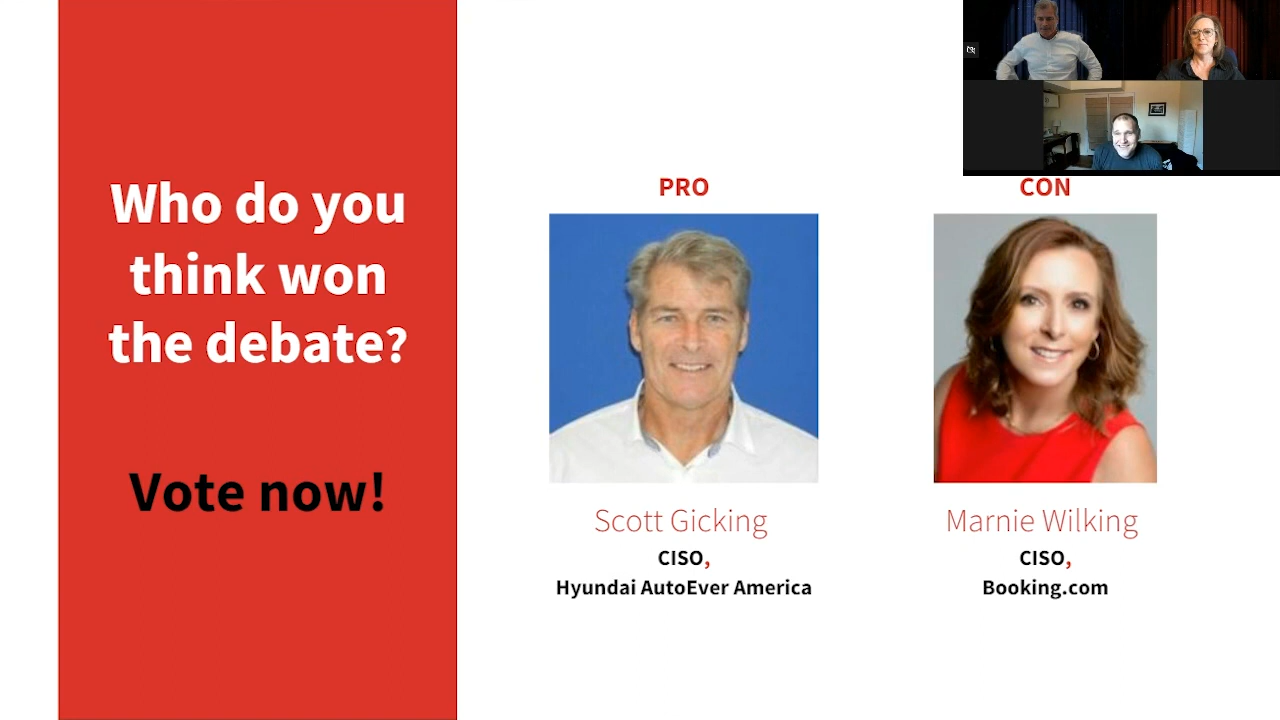 Who do you
think won
the debate?
Vote now!
PRO
Scott Gicking
CISO,
Hyundai AutoEver America
CON
Marnie Wilking
CISO,
Booking.com